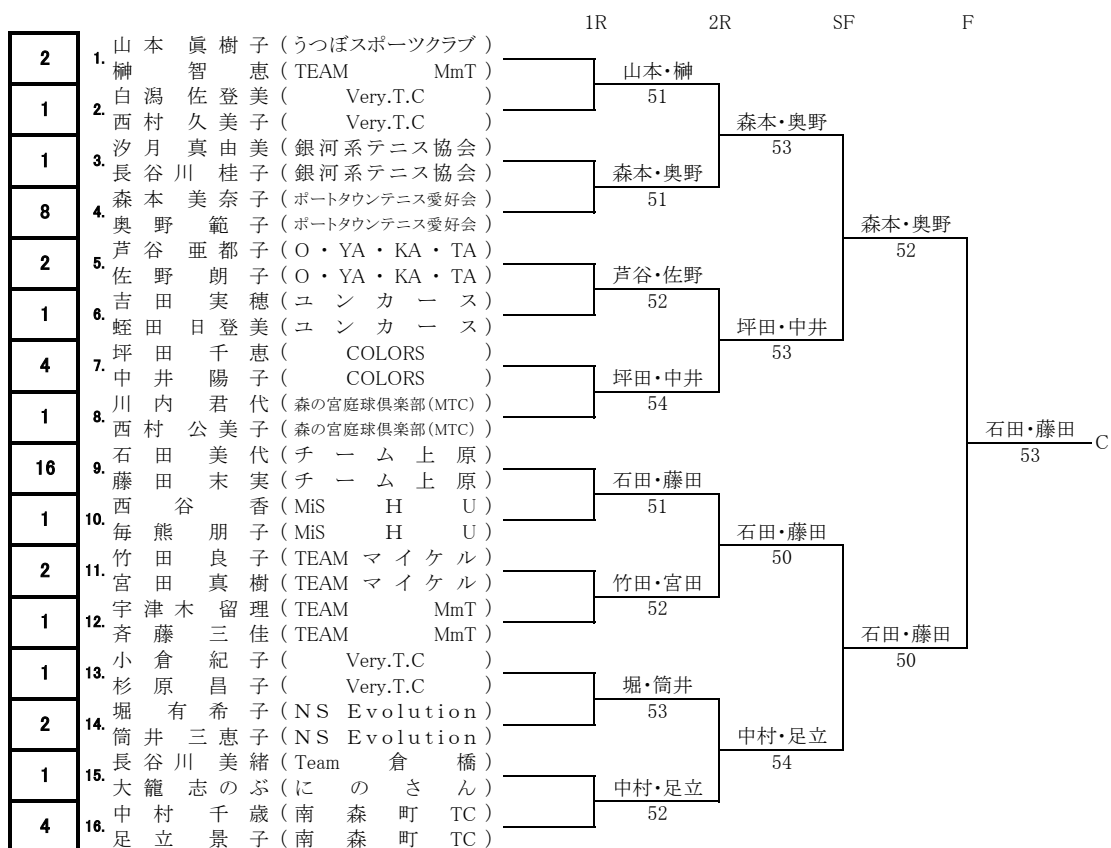 1R 2R SF F
2 1. 山本 眞樹子 (うつぼスポーツクラブ)
榊 智恵 (TEAM MmT)
1 2. 白潟 佐登美 (Very.T.C)
西村 久美子 (Very.T.C)
1 3. 汐月 真由美 (銀河系テニス協会)
長谷川 桂子 (銀河系テニス協会)
8 4. 森本 美奈子 (ポートタウンテニス愛好会)
奥野 範子 (ポートタウンテニス愛好会)
2 5. 芦谷 亜都子 (O・YA・KA・TA)
佐野 朗子 (O・YA・KA・TA)
1 6. 吉田 実穂 (ユンカース)
蛭田 日登美 (ユンカース)
4 7. 坪田 千恵 (COLORS)
中井 陽子 (COLORS)
1 8. 川内 君代 (森の宮庭球倶楽部(MTC))
西村 公美子 (森の宮庭球倶楽部(MTC))
16 9. 石田 美代 (チーム上原)
藤田 末実 (チーム上原)
1 10. 西谷 香 (MiS H U)
毎熊 朋子 (MiS H U)
2 11. 竹田 良子 (TEAM マイケル)
宮田 真樹 (TEAM マイケル)
1 12. 宇津木 留理 (TEAM MmT)
斉藤 三佳 (TEAM MmT)
1 13. 小倉 紀子 (Very.T.C)
杉原 昌子 (Very.T.C)
2 14. 堀 有希子 (NS Evolution)
筒井 三恵子 (NS Evolution)
1 15. 長谷川 美緒 (Team 倉橋)
大籠 志のぶ (にのさん)
4 16. 中村 千歳 (南森町 TC)
足立 景子 (南森町 TC)
山本・榊
51
森本・奥野
51
芦谷・佐野
52
坪田・中井
54
石田・藤田
51
竹田・宮田
52
堀・筒井
53
中村・足立
52
森本・奥野
53
坪田・中井
53
石田・藤田
50
中村・足立
54
森本・奥野
52
石田・藤田
50
石田・藤田
53
C